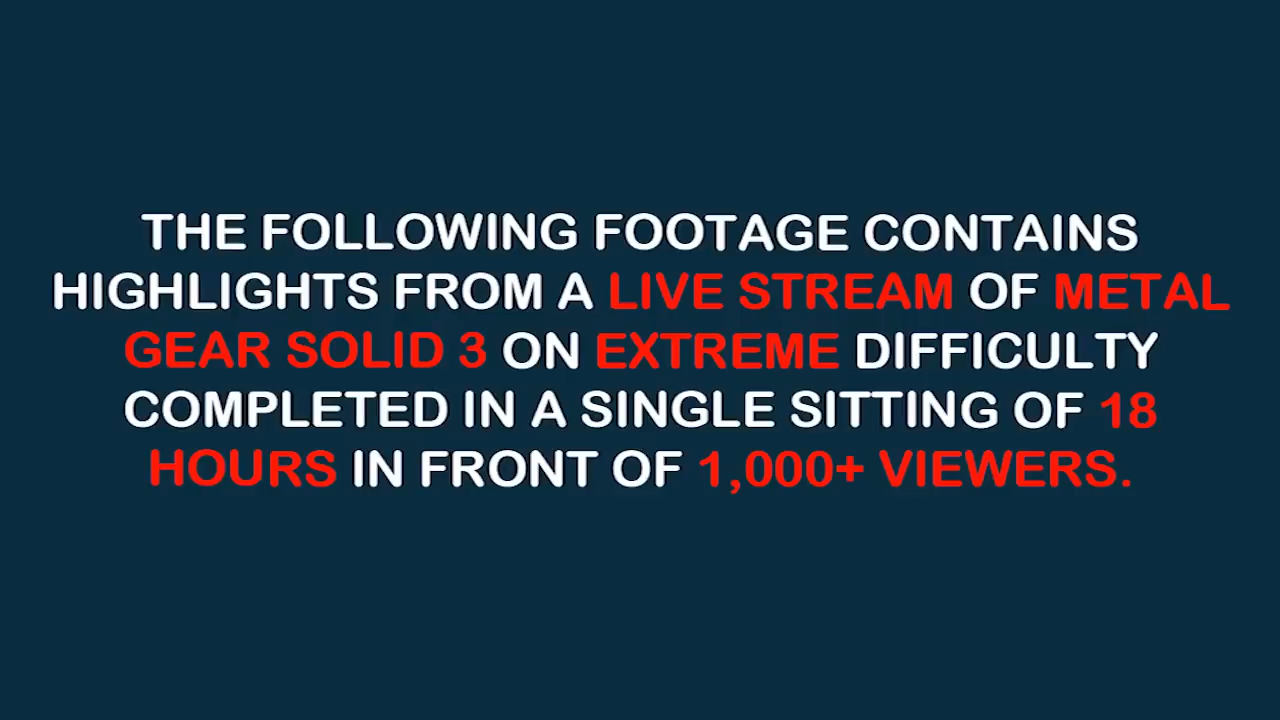 THE FOLLOWING FOOTAGE CONTAINS
HIGHLIGHTS FROM A LIVE STREAM OF METAL
GEAR SOLID 3 ON EXTREME DIFFICULTY
COMPLETED IN A SINGLE SITTING OF 18
HOURS IN FRONT OF 1,000+ VIEWERS.